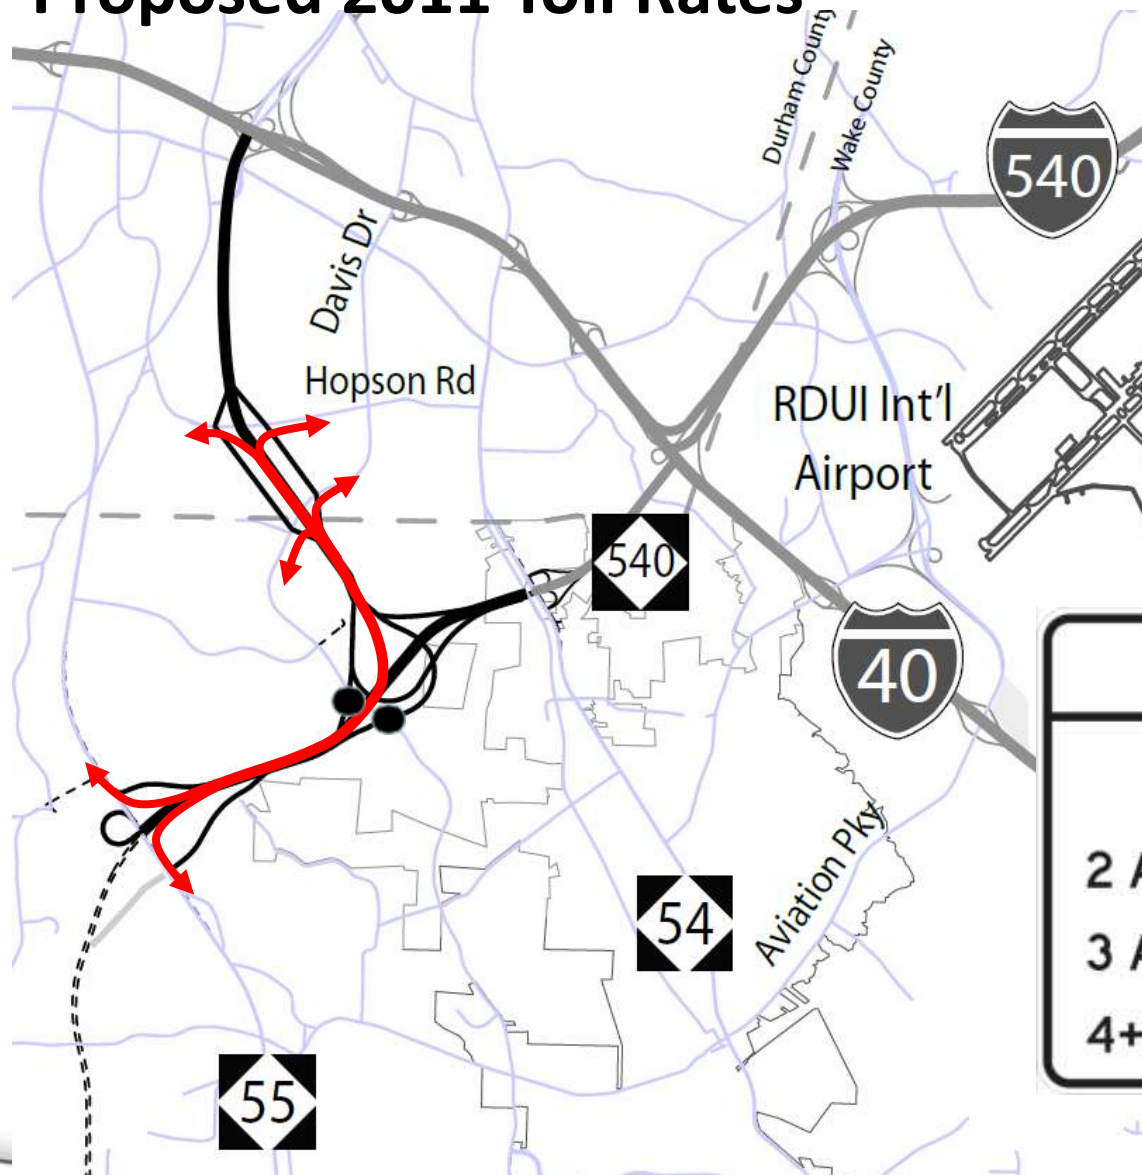 Proposed 2011 Toll Rates
Durham County
Wake County
540
Davis Dr
Hopson Rd
RDUI Int'l
Airport
540
40
2 A
3 A
4+
Aviation Pky
54
55